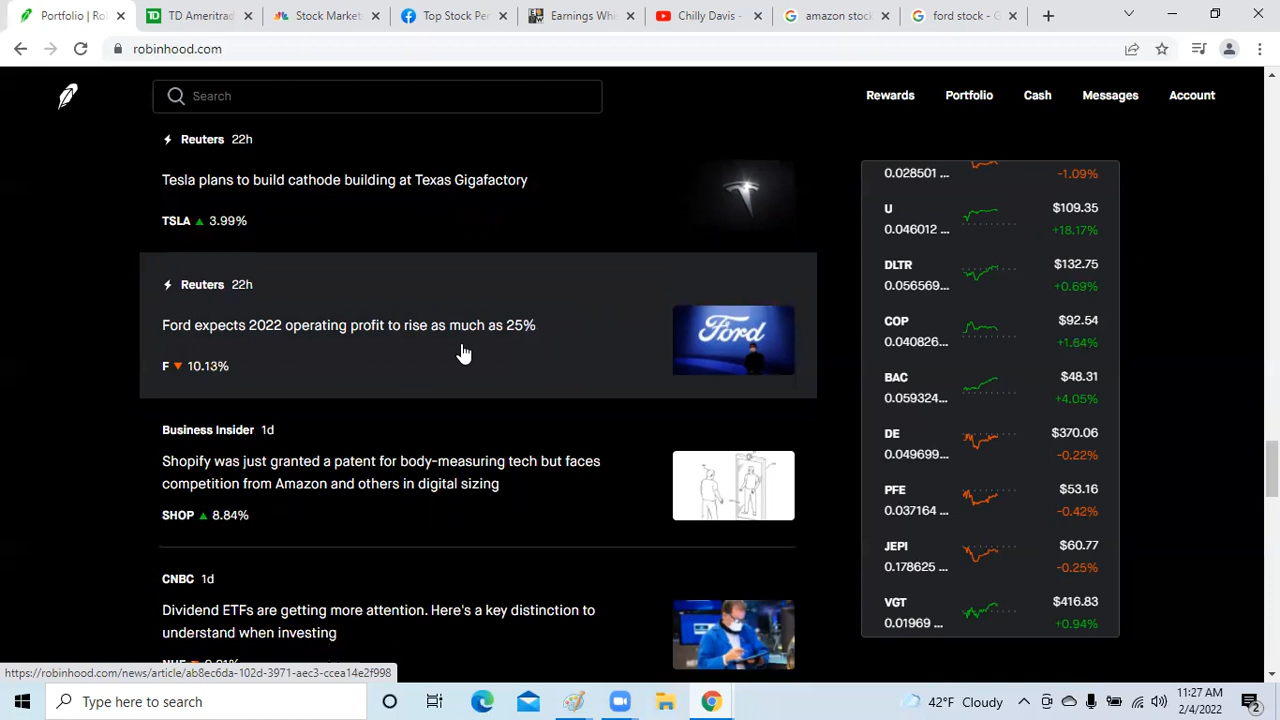 Portfolio | Ro
TD Ameritra
Stock Market
Top Stock Pe
Earnings Whi
Chilly Davis -
amazon stock
ford stock - G
robinhood.com
Search
Rewards
Portfolio
Cash
Messages
Account
Reuters 22h
Tesla plans to build cathode building at Texas Gigafactory
TSLA 3.99%
Reuters 22h
Ford expects 2022 operating profit to rise as much as 25%
Ford
F 10.13%
Business Insider 1d
Shopify was just granted a patent for body-measuring tech but faces
competition from Amazon and others in digital sizing
SHOP 8.84%
CNBC 1d
Dividend ETFs are getting more attention. Here's a key distinction to
understand when investing
0.028501 ... -1.09%
U $109.35
0.046012 ... +18.17%
DLTR $132.75
0.056569... +0.69%
COP $92.54
0.040826... +1.64%
BAC $48.31
0.059324... +4.05%
DE $370.06
0.049699... -0.22%
PFE $53.16
0.037164 ... -0.42%
JEPI $60.77
0.178625 ... -0.25%
VGT $416.83
0.01969 ... +0.94%
https://robinhood.com/news/article/ab8ec6da-102d-3971-aec3-ccea14e2f998
Type here to search
42°F Cloudy
11:27 AM
2/4/2022
2